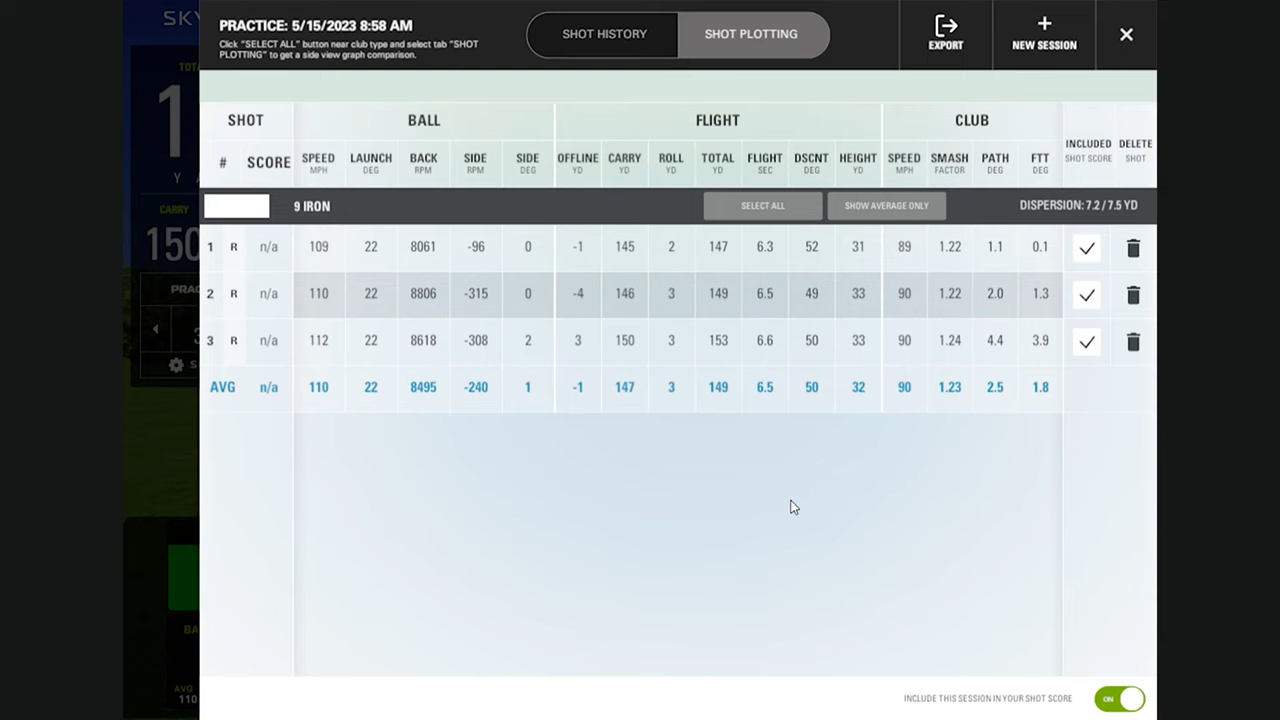 SKY
PRACTICE: 5/15/2023 8:58 AM
Click "SELECT ALL" button near club type and select tab "SHOT
PLOTTING" to get a side view graph comparison.
SHOT HISTORY
SHOT PLOTTING
EXPORT
NEW SESSION
SHOT BALL FLIGHT CLUB
INCLUDED DELETE
SHOT SCORE SHOT
# SCORE SPEED LAUNCH BACK SIDE SIDE OFFLINE CARRY ROLL TOTAL FLIGHT DSCNT HEIGHT SPEED SMASH PATH FTT
MPH DEG RPM RPM DEG YD YD YD YD SEC DEG YD MPH FACTOR DEG DEG
9 IRON SELECT ALL SHOW AVERAGE ONLY DISPERSION: 7.2 / 7.5 YD
1 R n/a 109 22 8061 -96 0 -1 145 2 147 6.3 52 31 89 1.22 1.1 0.1
2 R n/a 110 22 8806 -315 0 -4 146 3 149 6.5 49 33 90 1.22 2.0 1.3
3 R n/a 112 22 8618 -308 2 3 150 3 153 6.6 50 33 90 1.24 4.4 3.9
AVG n/a 110 22 8495 -240 1 -1 147 3 149 6.5 50 32 90 1.23 2.5 1.8
CARRY
150
AVG
110
INCLUDE THIS SESSION IN YOUR SHOT SCORE ON